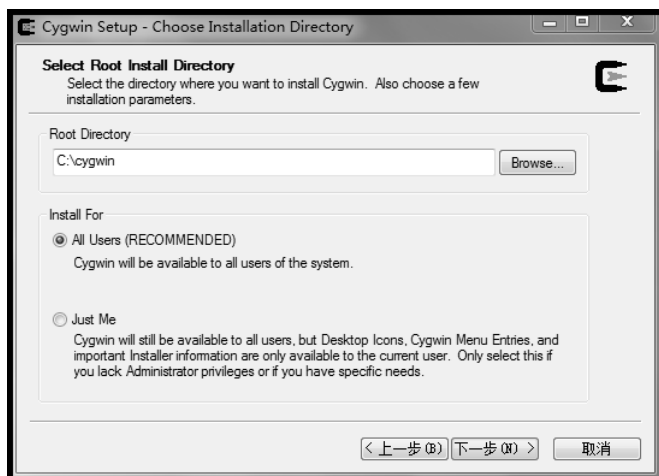 Cygwin Setup - Choose Installation Directory
Select Root Install Directory
Select the directory where you want to install Cygwin. Also choose a few
installation parameters.
Root Directory
C:\cygwin
Browse...
Install For
All Users (RECOMMENDED)
Cygwin will be available to all users of the system.
Just Me
Cygwin will still be available to all users, but Desktop Icons, Cygwin Menu Entries, and
important Installer information are only available to the current user. Only select this if
you lack Administrator privileges or if you have specific needs.
< 上一步(B) 下一步(N) > 取消